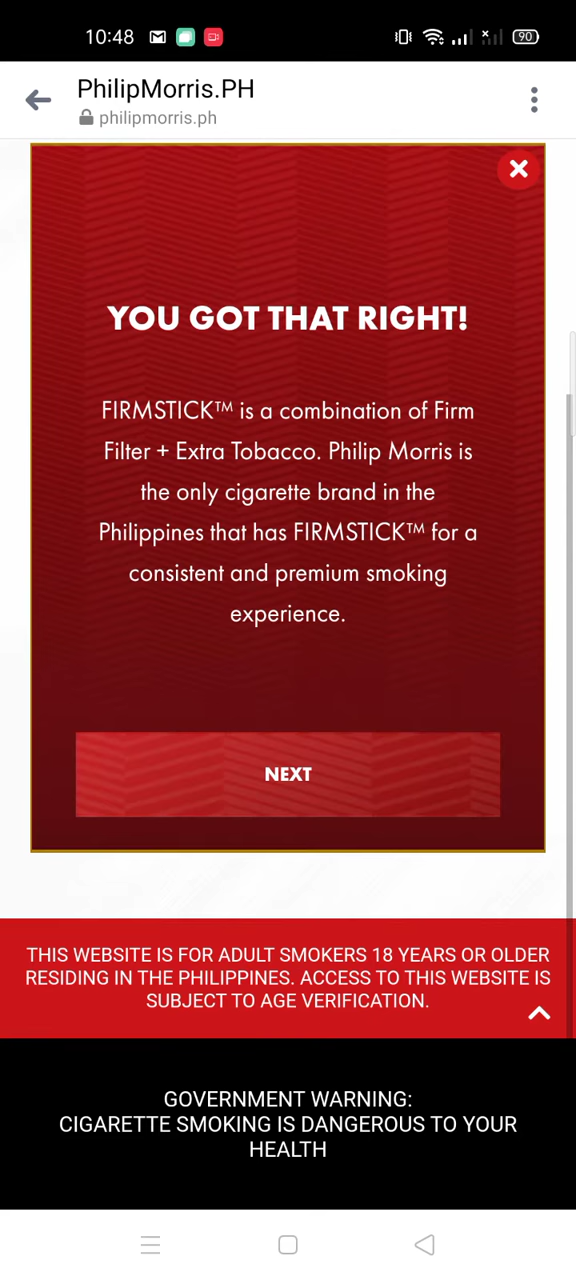 10:48
90
PhilipMorris.PH
philipmorris.ph
YOU GOT THAT RIGHT!
FIRMSTICK™ is a combination of Firm
Filter + Extra Tobacco. Philip Morris is
the only cigarette brand in the
Philippines that has FIRMSTICK™ for a
consistent and premium smoking
experience.
NEXT
THIS WEBSITE IS FOR ADULT SMOKERS 18 YEARS OR OLDER
RESIDING IN THE PHILIPPINES. ACCESS TO THIS WEBSITE IS
SUBJECT TO AGE VERIFICATION.
GOVERNMENT WARNING:
CIGARETTE SMOKING IS DANGEROUS TO YOUR
HEALTH